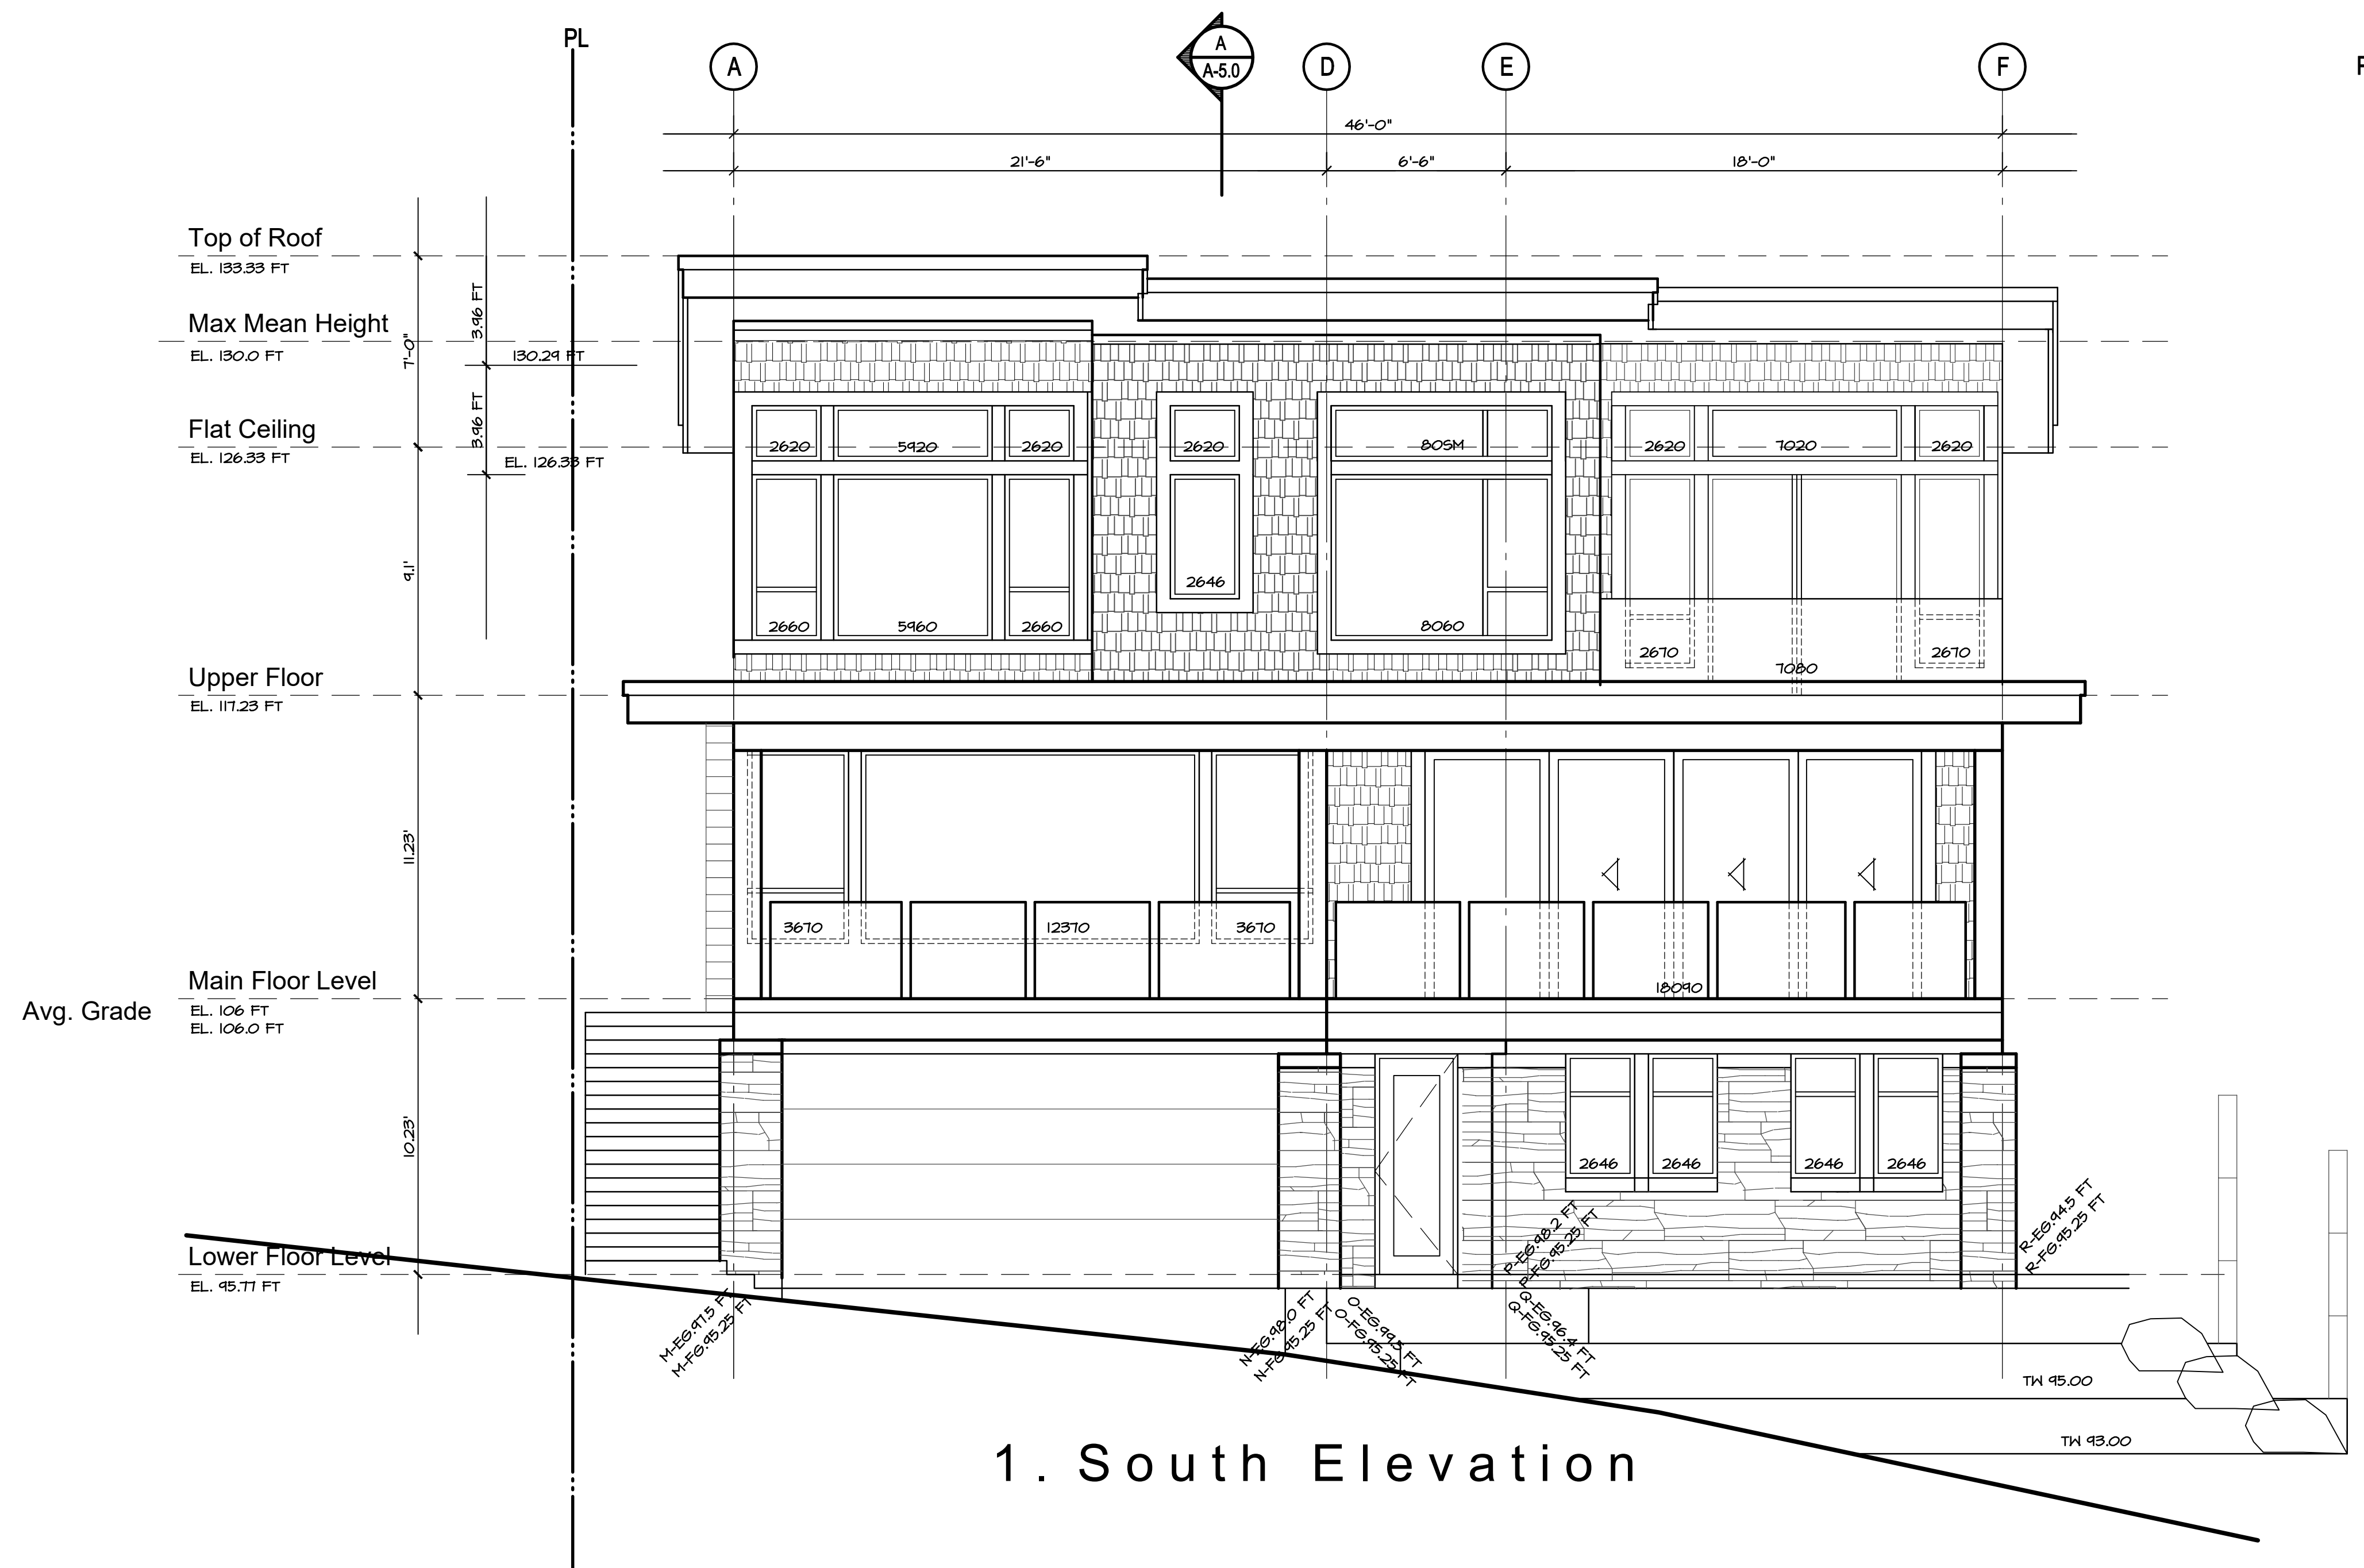 PL
A
A
A-5.0
D
E
F
46'-0"
21'-6"
6'-6"
18'-0"
Top of Roof
EL. 133.33 FT
3.96 FT
Max Mean Height
EL. 130.0 FT
7'-0"
130.29 FT
3.96 FT
Flat Ceiling
EL. 126.33 FT
EL. 126.33 FT
2620
5920
2620
2620
80SM
2620
7020
2620
9.1'
2646
2660
5960
2660
8060
2670
7080
2670
Upper Floor
EL. 117.23 FT
11.23'
3670
12370
3670
18090
Main Floor Level
Avg. Grade
EL. 106 FT
EL. 106.0 FT
10.23'
2646
2646
2646
2646
Lower Floor Level
EL. 95.77 FT
M-EG.97.5 FT
M-FG.95.25 FT
N-EG.98.0 FT
N-FG.95.25 FT
O-EG.99.5 FT
O-FG.95.25 FT
P-EG.98.2 FT
P-FG.95.25 FT
Q-EG.96.4 FT
Q-FG.95.25 FT
R-EG.94.5 FT
R-FG.95.25 FT
TW 95.00
TW 93.00
1. South Elevation